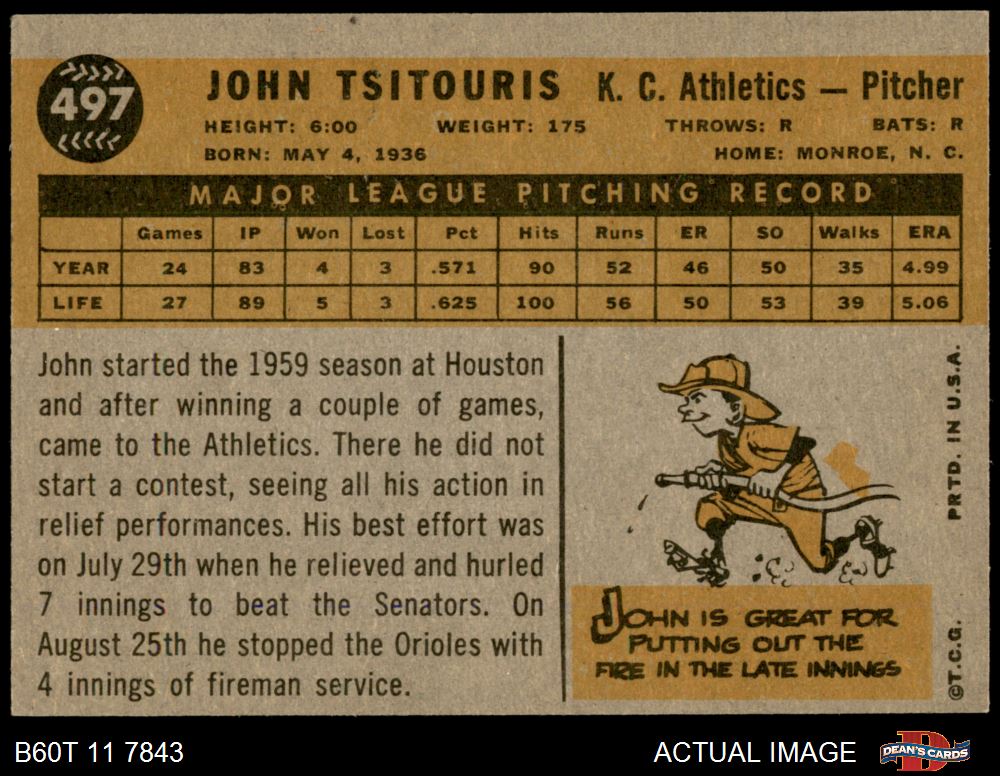 497
JOHN TSITOURIS K. C. Athletics — Pitcher
HEIGHT: 6:00 WEIGHT: 175 THROWS: R BATS: R
BORN: MAY 4, 1936 HOME: MONROE, N. C.
MAJOR LEAGUE PITCHING RECORD
Games IP Won Lost Pct Hits Runs ER SO Walks ERA
YEAR 24 83 4 3 .571 90 52 46 50 35 4.99
LIFE 27 89 5 3 .625 100 56 50 53 39 5.06
John started the 1959 season at Houston
and after winning a couple of games,
came to the Athletics. There he did not
start a contest, seeing all his action in
relief performances. His best effort was
on July 29th when he relieved and hurled
7 innings to beat the Senators. On
August 25th he stopped the Orioles with
4 innings of fireman service.
JOHN IS GREAT FOR
PUTTING OUT THE
FIRE IN THE LATE INNINGS
©T.C.G. PRTD. IN U.S.A.
B60T 11 7843 ACTUAL IMAGE DEAN'S CARDS